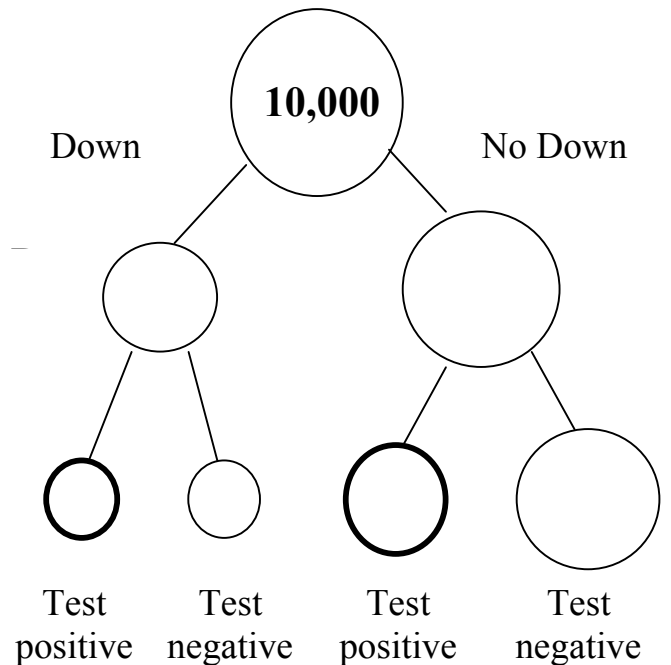 10,000
Down
No Down
Test
positive
Test
negative
Test
positive
Test
negative